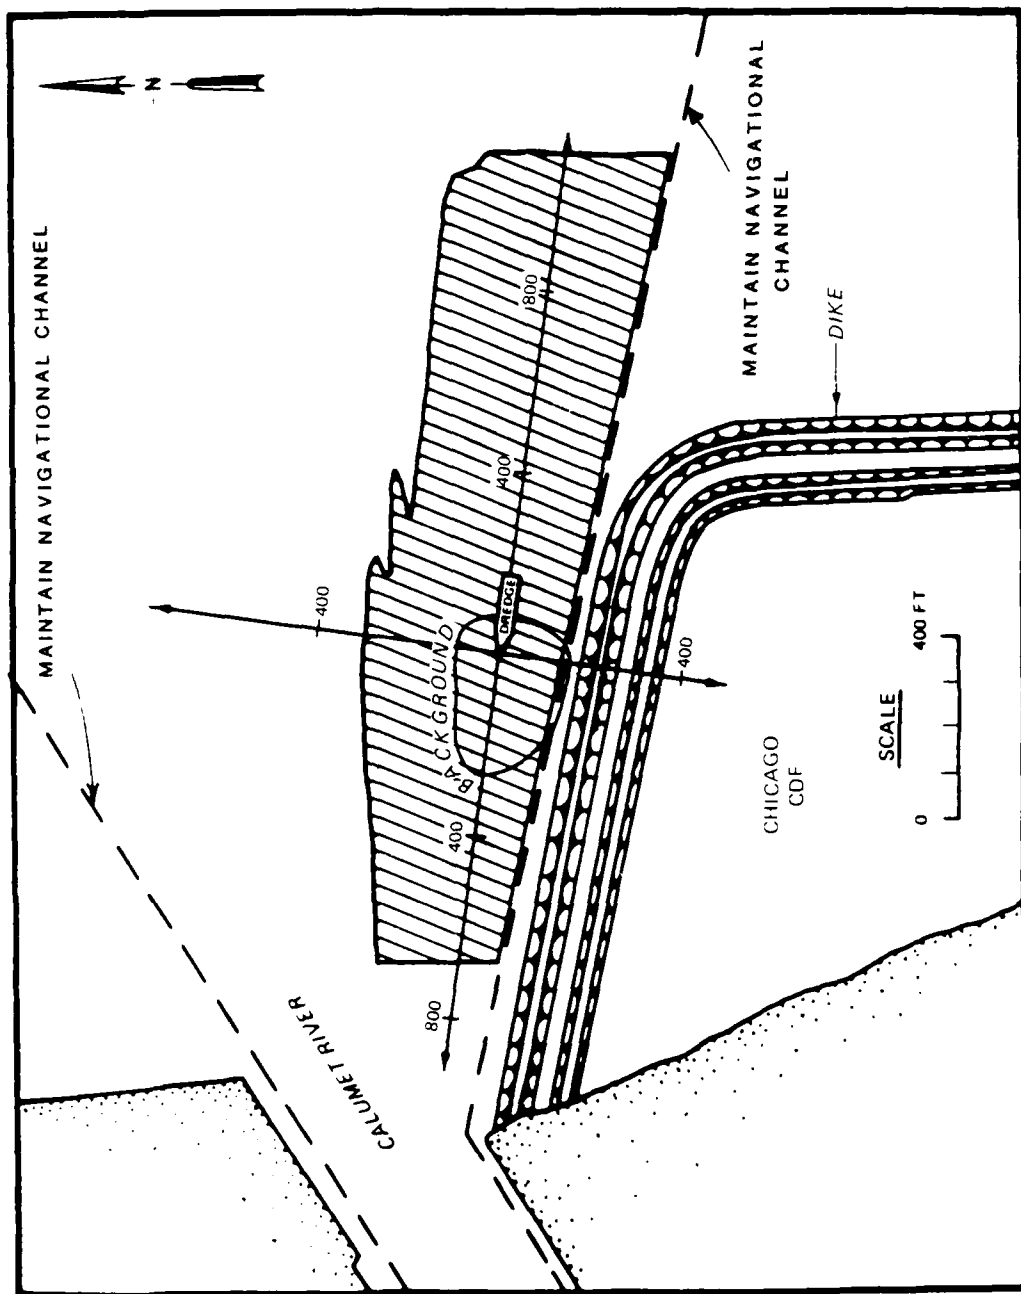 N
MAINTAIN NAVIGATIONAL CHANNEL
MAINTAIN NAVIGATIONAL
CHANNEL
DIKE
800
400
400
DREDGE
BACKGROUND
400
400
800
CALUMET RIVER
CHICAGO
CDF
SCALE
0
400 FT